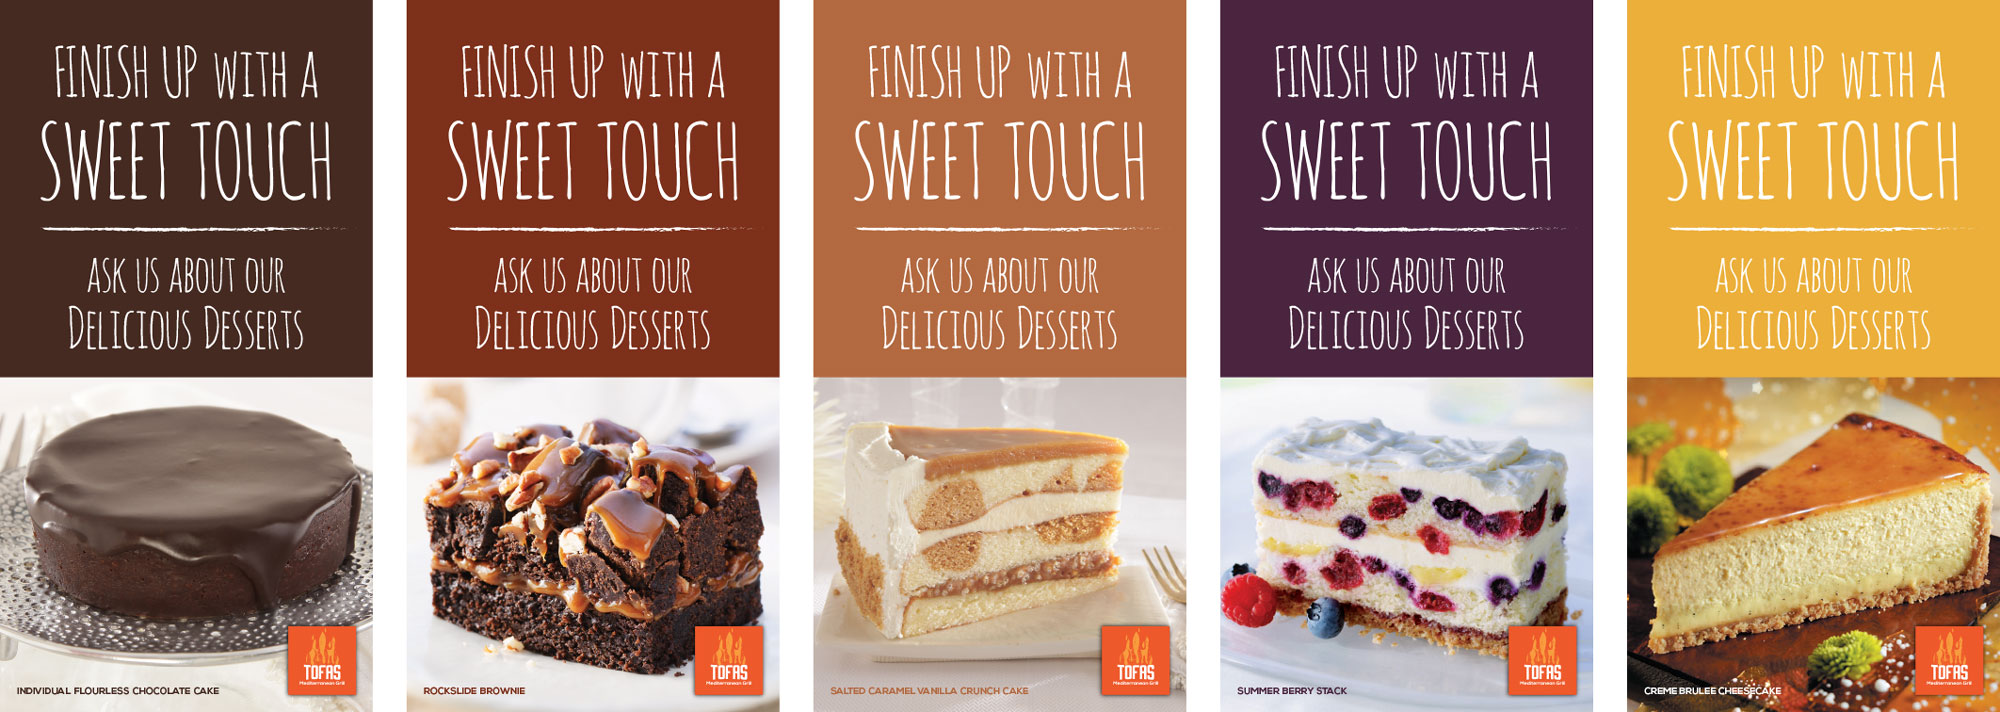 FINISH UP WITH A
SWEET TOUCH
ASK US ABOUT OUR
DELICIOUS DESSERTS
INDIVIDUAL FLOURLESS CHOCOLATE CAKE
TOFAS
Mediterranean Grill
FINISH UP WITH A
SWEET TOUCH
ASK US ABOUT OUR
DELICIOUS DESSERTS
ROCKSLIDE BROWNIE
TOFAS
Mediterranean Grill
FINISH UP WITH A
SWEET TOUCH
ASK US ABOUT OUR
DELICIOUS DESSERTS
SALTED CARAMEL VANILLA CRUNCH CAKE
TOFAS
Mediterranean Grill
FINISH UP WITH A
SWEET TOUCH
ASK US ABOUT OUR
DELICIOUS DESSERTS
SUMMER BERRY STACK
TOFAS
Mediterranean Grill
FINISH UP WITH A
SWEET TOUCH
ASK US ABOUT OUR
DELICIOUS DESSERTS
CREME BRULEE CHEESECAKE
TOFAS
Mediterranean Grill